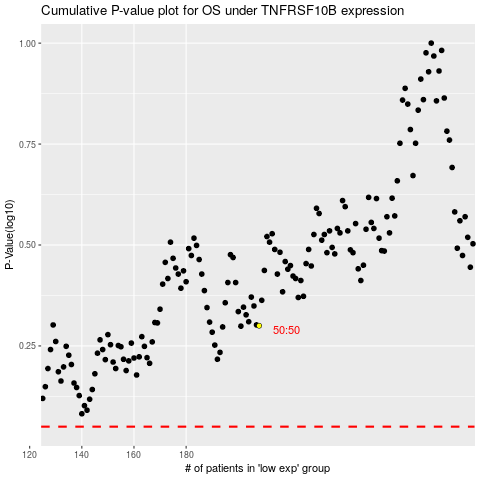 Cumulative P-value plot for OS under TNFRSF10B expression
P-Value(log10)
1.00
0.75
0.50
0.25
50:50
120 140 160 180
# of patients in 'low exp' group